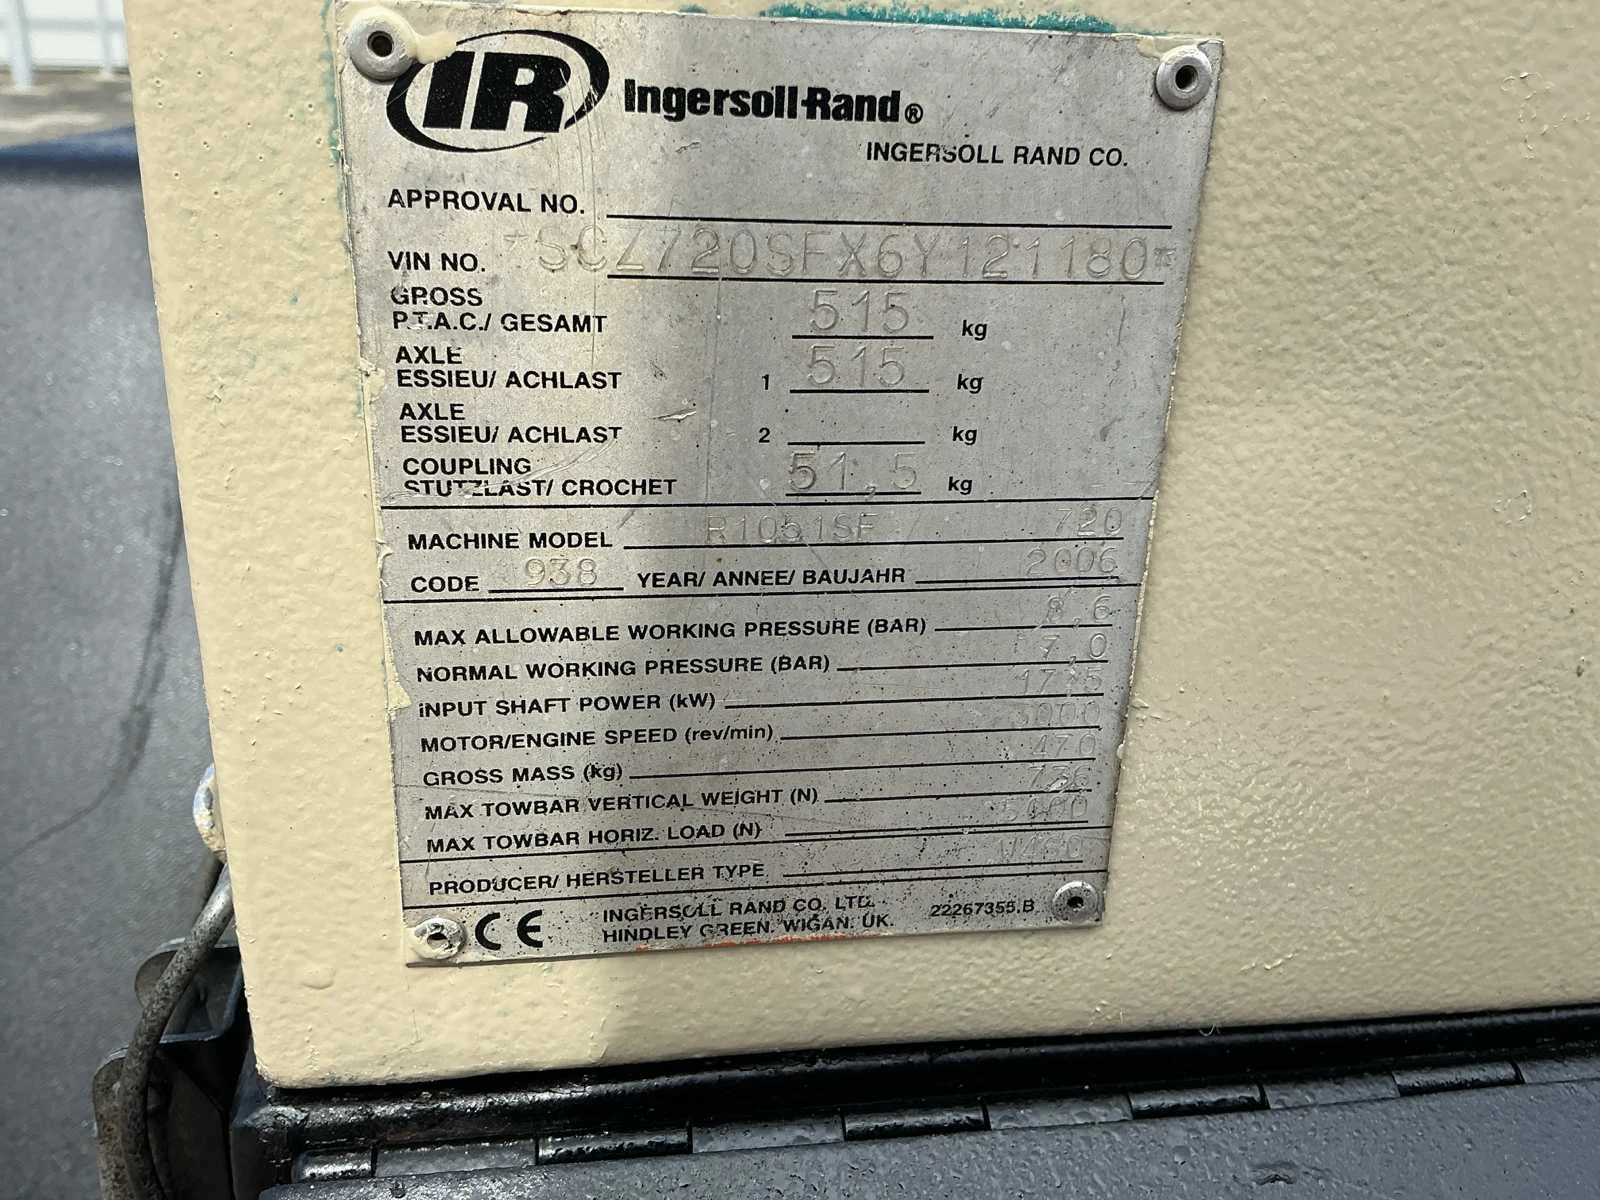 IR Ingersoll-Rand®
INGERSOLL RAND CO.
APPROVAL NO.
VIN NO. *SCZ720SFX6Y121180*
GROSS
P.T.A.C./ GESAMT 515 kg
AXLE
ESSIEU/ ACHLAST 1 515 kg
AXLE
ESSIEU/ ACHLAST 2 kg
COUPLING
STUTZLAST/ CROCHET 51,5 kg
MACHINE MODEL 720
CODE 938 YEAR/ ANNEE/ BAUJAHR 2006
MAX ALLOWABLE WORKING PRESSURE (BAR) 8,6
NORMAL WORKING PRESSURE (BAR) 7,0
INPUT SHAFT POWER (kW)
MOTOR/ENGINE SPEED (rev/min) 3000
GROSS MASS (kg) 470
MAX TOWBAR VERTICAL WEIGHT (N) 736
MAX TOWBAR HORIZ. LOAD (N)
PRODUCER/ HERSTELLER TYPE
CE INGERSOLL RAND CO. LTD. 22267355.B
HINDLEY GREEN, WIGAN. UK.